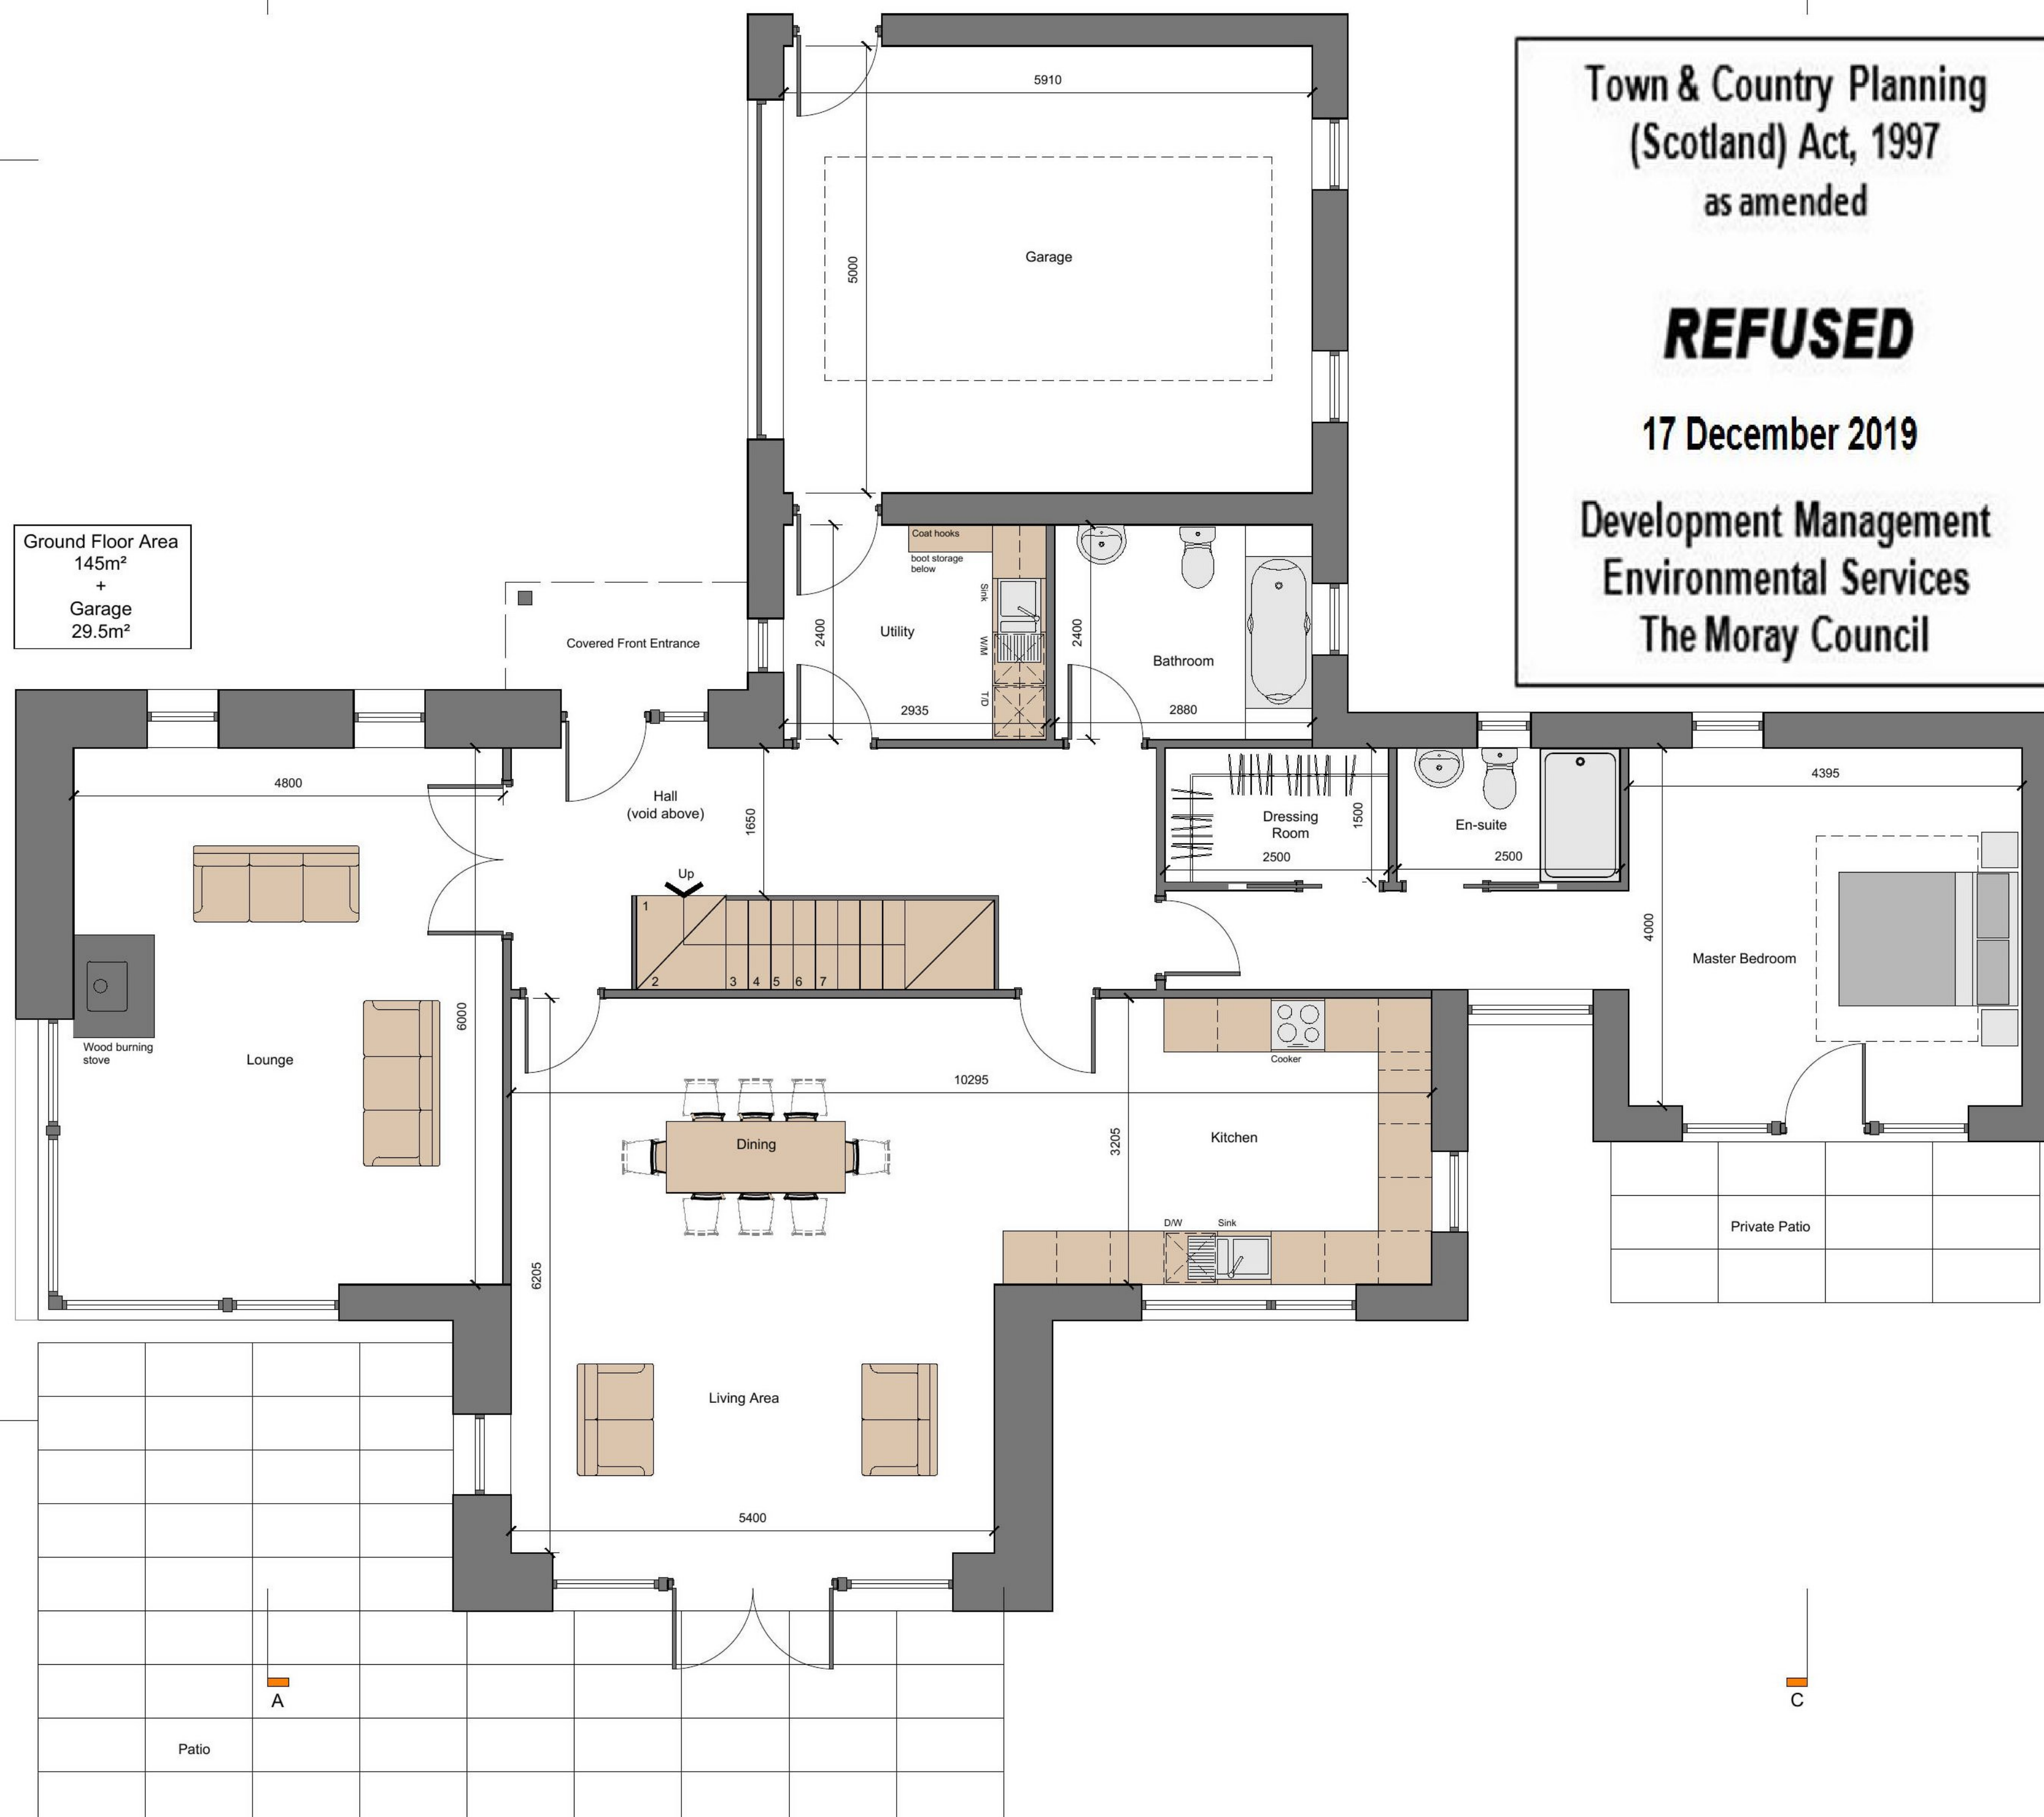 Town & Country Planning
(Scotland) Act, 1997
as amended
REFUSED
17 December 2019
Development Management
Environmental Services
The Moray Council
5910
5000
Garage
Ground Floor Area
145m²
+
Garage
29.5m²
Covered Front Entrance
Coat hooks
boot storage
below
Sink
W/M
T/D
2400
Utility
2935
2400
Bathroom
2880
4800
Hall
(void above)
1650
Dressing
Room
1500
2500
En-suite
2500
4395
Up
1
2
3
4
5
6
7
4000
Master Bedroom
6000
Wood burning
stove
Lounge
Cooker
10295
Dining
3205
Kitchen
D/W
Sink
Private Patio
6205
Living Area
5400
A
C
Patio